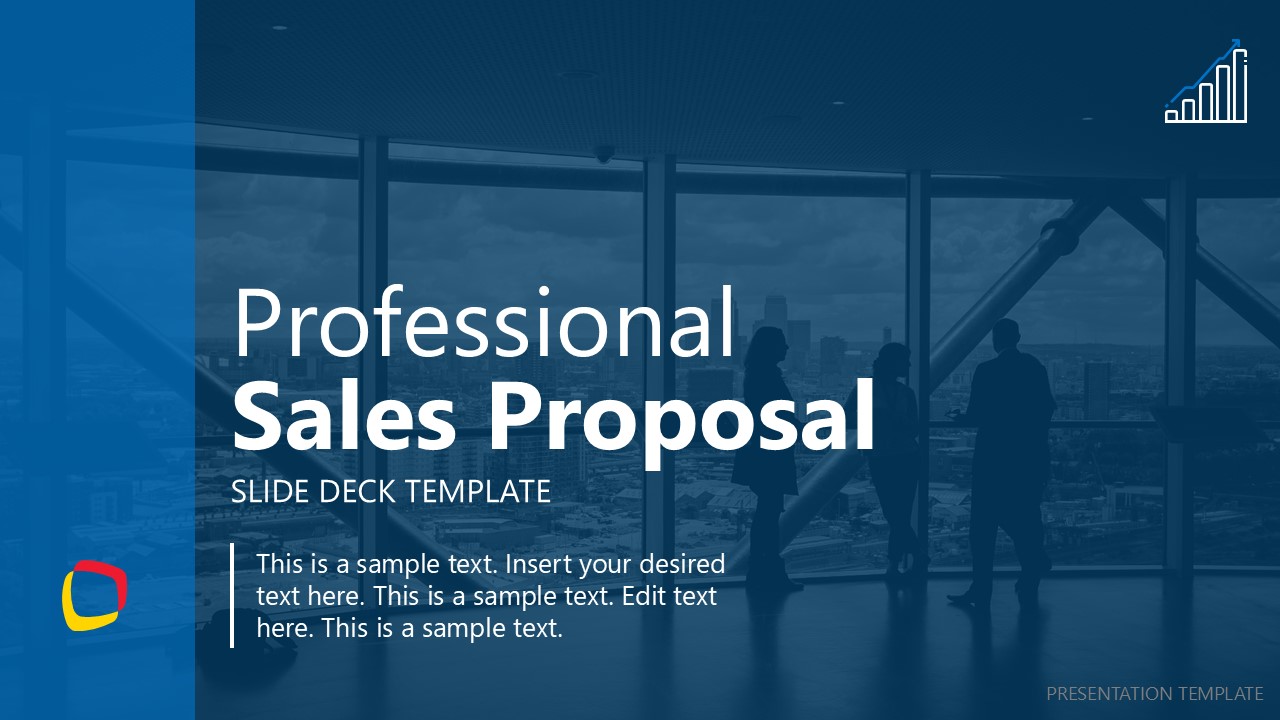 Professional
Sales Proposal
SLIDE DECK TEMPLATE
This is a sample text. Insert your desired
text here. This is a sample text. Edit text
here. This is a sample text.
PRESENTATION TEMPLATE